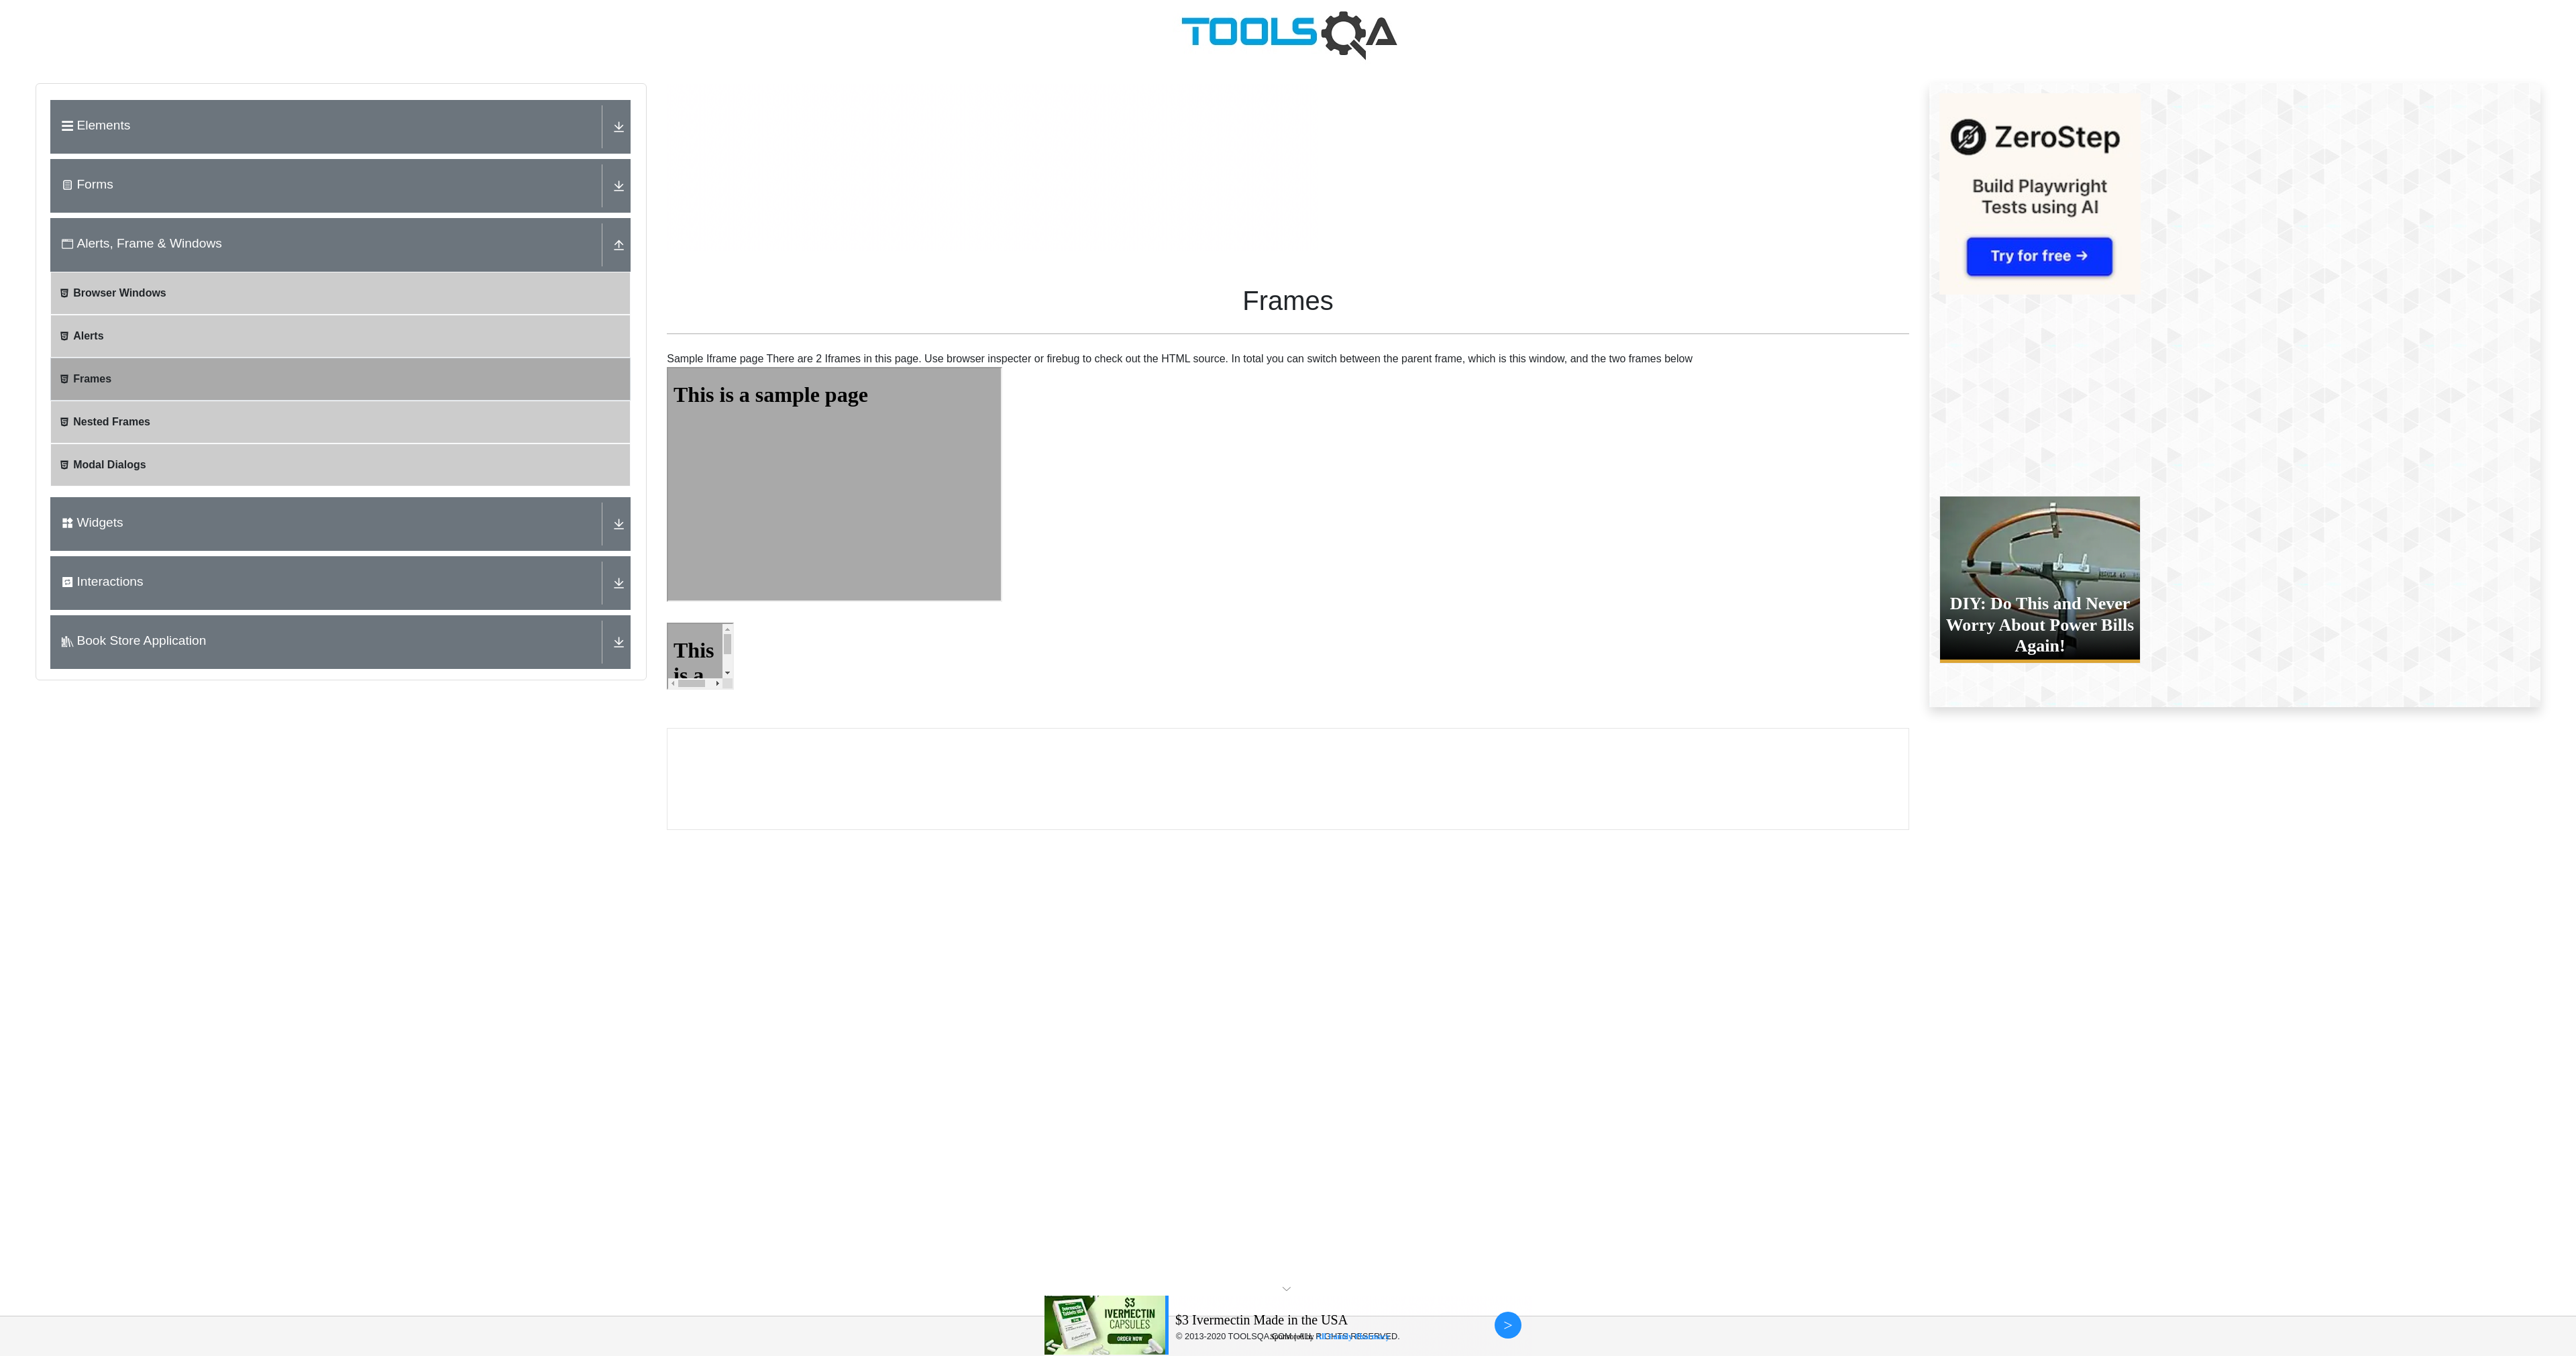 TOOLSQA
Elements
Forms
Alerts, Frame & Windows
Browser Windows
Alerts
Frames
Nested Frames
Modal Dialogs
Widgets
Interactions
Book Store Application
Frames
Sample Iframe page There are 2 Iframes in this page. Use browser inspecter or firebug to check out the HTML source. In total you can switch between the parent frame, which is this window, and the two frames below
This is a sample page
This
is a
ZeroStep
Build Playwright
Tests using AI
Try for free →
DIY: Do This and Never
Worry About Power Bills
Again!
$3
IVERMECTIN
CAPSULES
ORDER NOW
$3 Ivermectin Made in the USA
© 2013-2020 TOOLSQA.COM | ALL RIGHTS RESERVED.
>